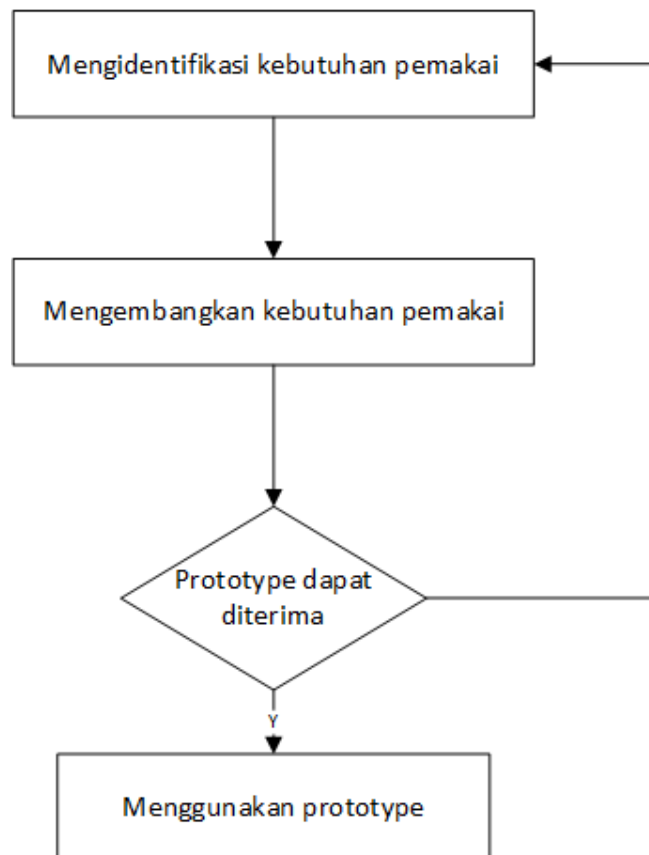 Mengidentifikasi kebutuhan pemakai
Mengembangkan kebutuhan pemakai
Prototype dapat
diterima
Y
Menggunakan prototype